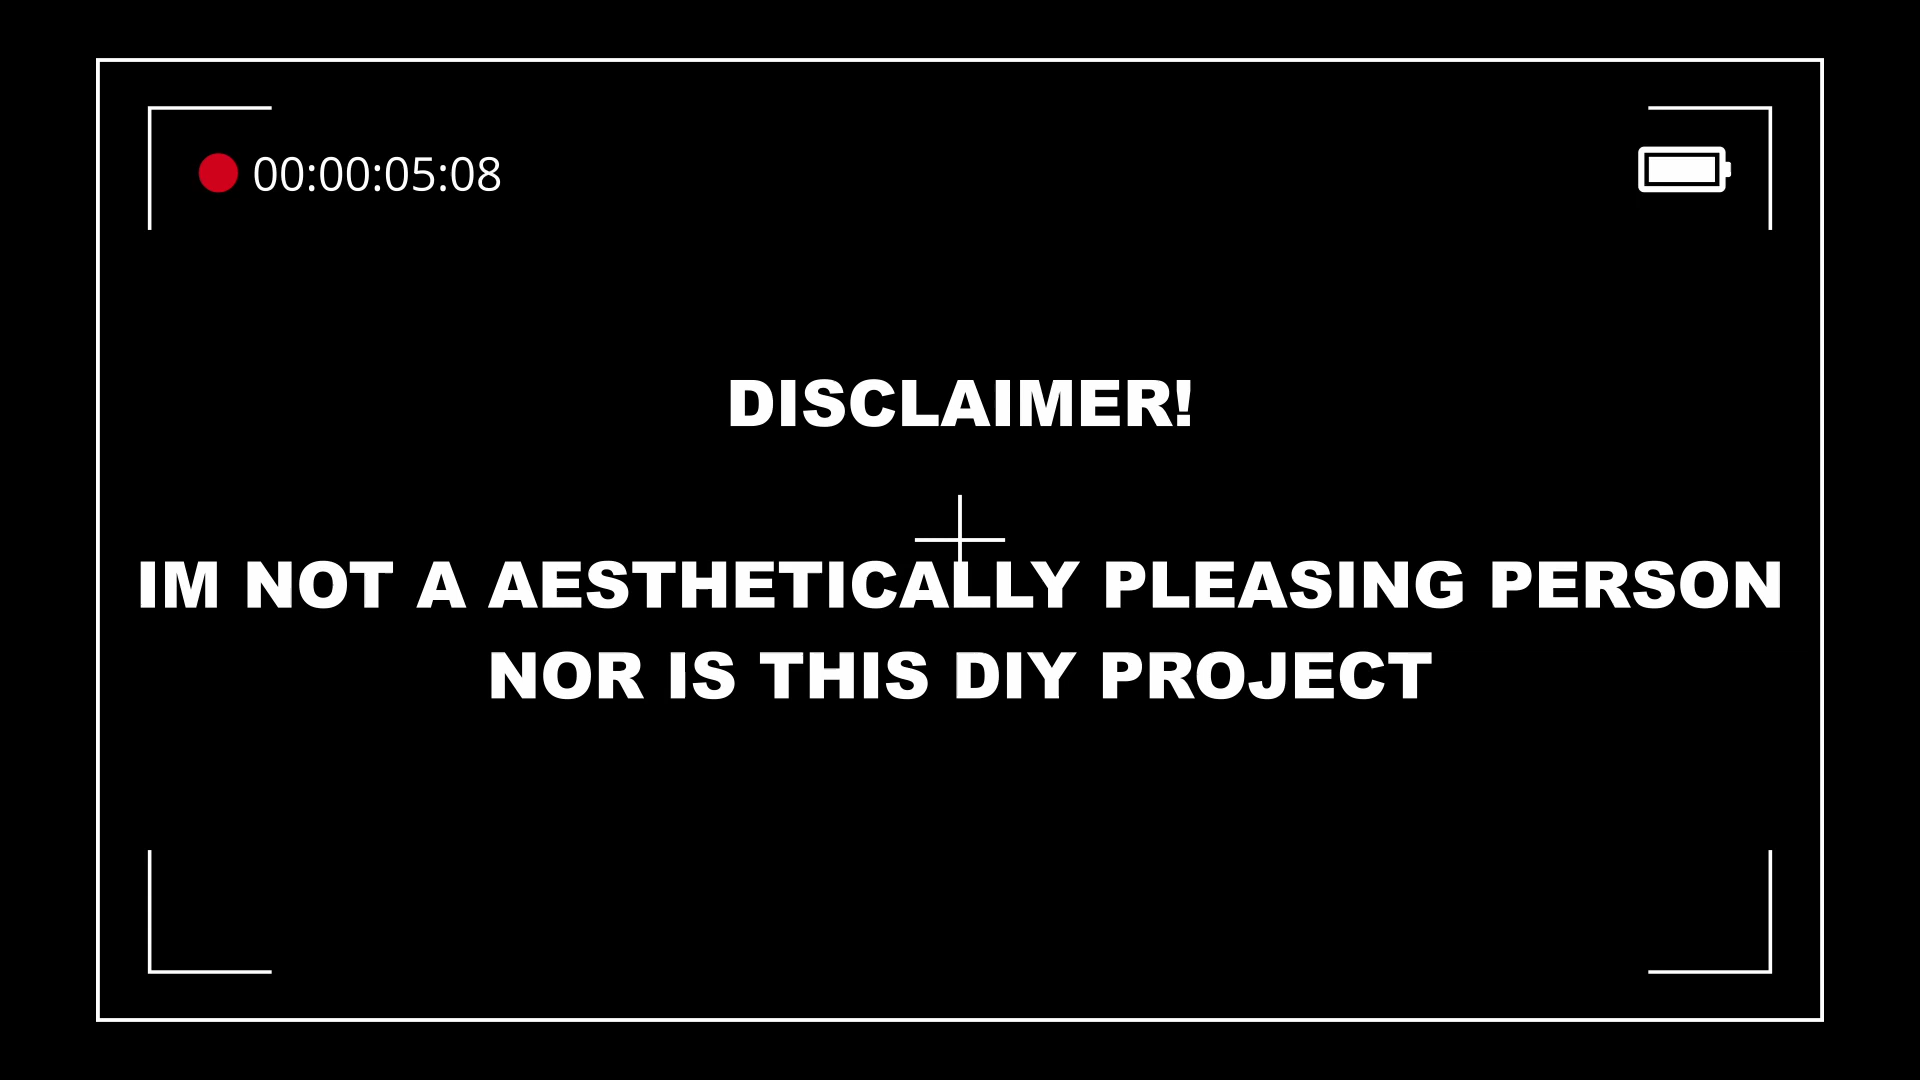 00:00:05:08
DISCLAIMER!
IM NOT A AESTHETICALLY PLEASING PERSON
NOR IS THIS DIY PROJECT